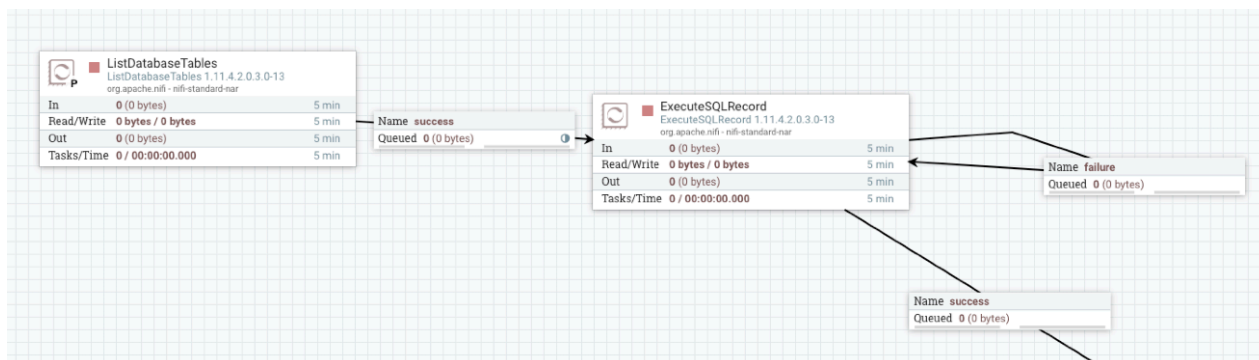 ListDatabaseTables
ListDatabaseTables 1.11.4.2.0.3.0-13
org.apache.nifi - nifi-standard-nar
P
In 0 (0 bytes) 5 min
Read/Write 0 bytes / 0 bytes 5 min
Out 0 (0 bytes) 5 min
Tasks/Time 0 / 00:00:00.000 5 min
Name success
Queued 0 (0 bytes)
ExecuteSQLRecord
ExecuteSQLRecord 1.11.4.2.0.3.0-13
org.apache.nifi - nifi-standard-nar
In 0 (0 bytes) 5 min
Read/Write 0 bytes / 0 bytes 5 min
Out 0 (0 bytes) 5 min
Tasks/Time 0 / 00:00:00.000 5 min
Name failure
Queued 0 (0 bytes)
Name success
Queued 0 (0 bytes)